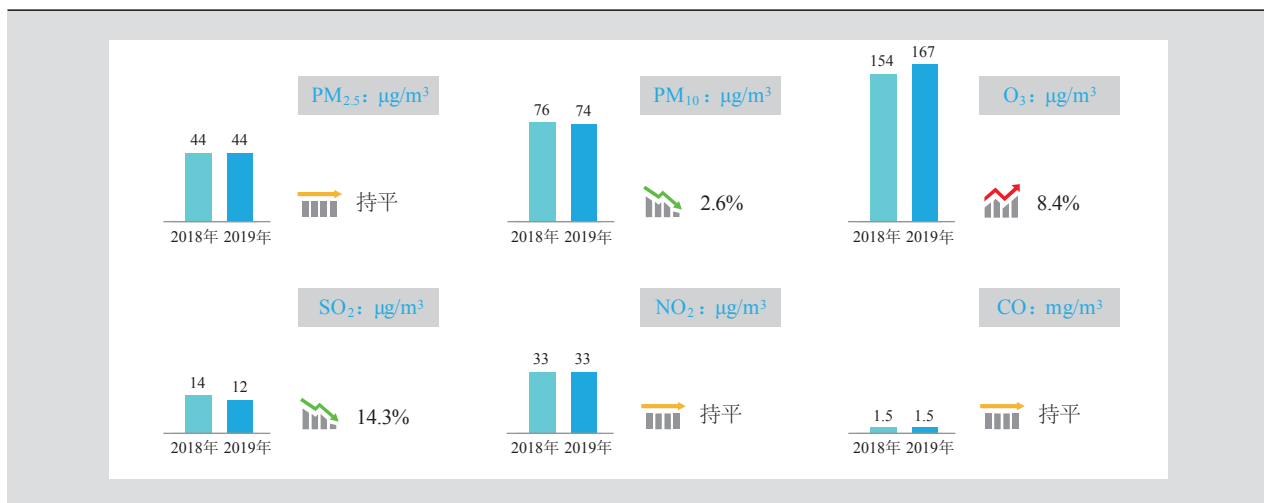 PM2.5：μg/m³
44 44
持平
2018年 2019年
PM10：μg/m³
76 74
2.6%
2018年 2019年
O3：μg/m³
154 167
8.4%
2018年 2019年
SO2：μg/m³
14 12
14.3%
2018年 2019年
NO2：μg/m³
33 33
持平
2018年 2019年
CO：mg/m³
1.5 1.5
持平
2018年 2019年